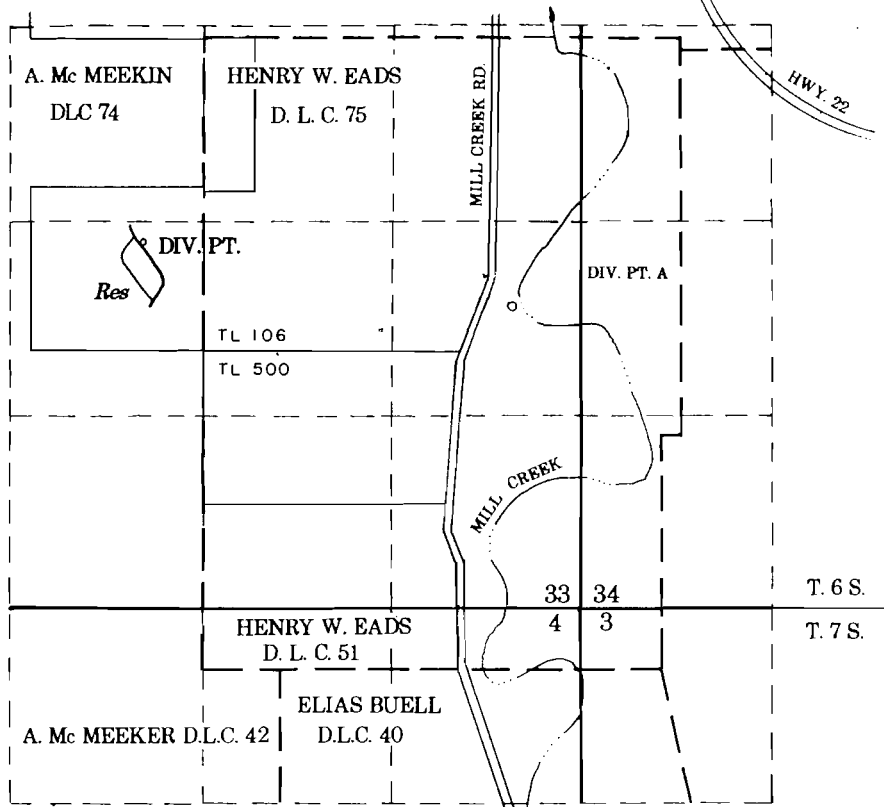 A. Mc MEEKIN
DLC 74
HENRY W. EADS
D. L. C. 75
MILL CREEK RD.
HWY. 22
DIV. PT.
Res
DIV. PT. A
TL 106
TL 500
MILL CREEK
33 34
4 3
T. 6 S.
T. 7 S.
HENRY W. EADS
D. L. C. 51
A. Mc MEEKER D.L.C. 42
ELIAS BUELL
D.L.C. 40